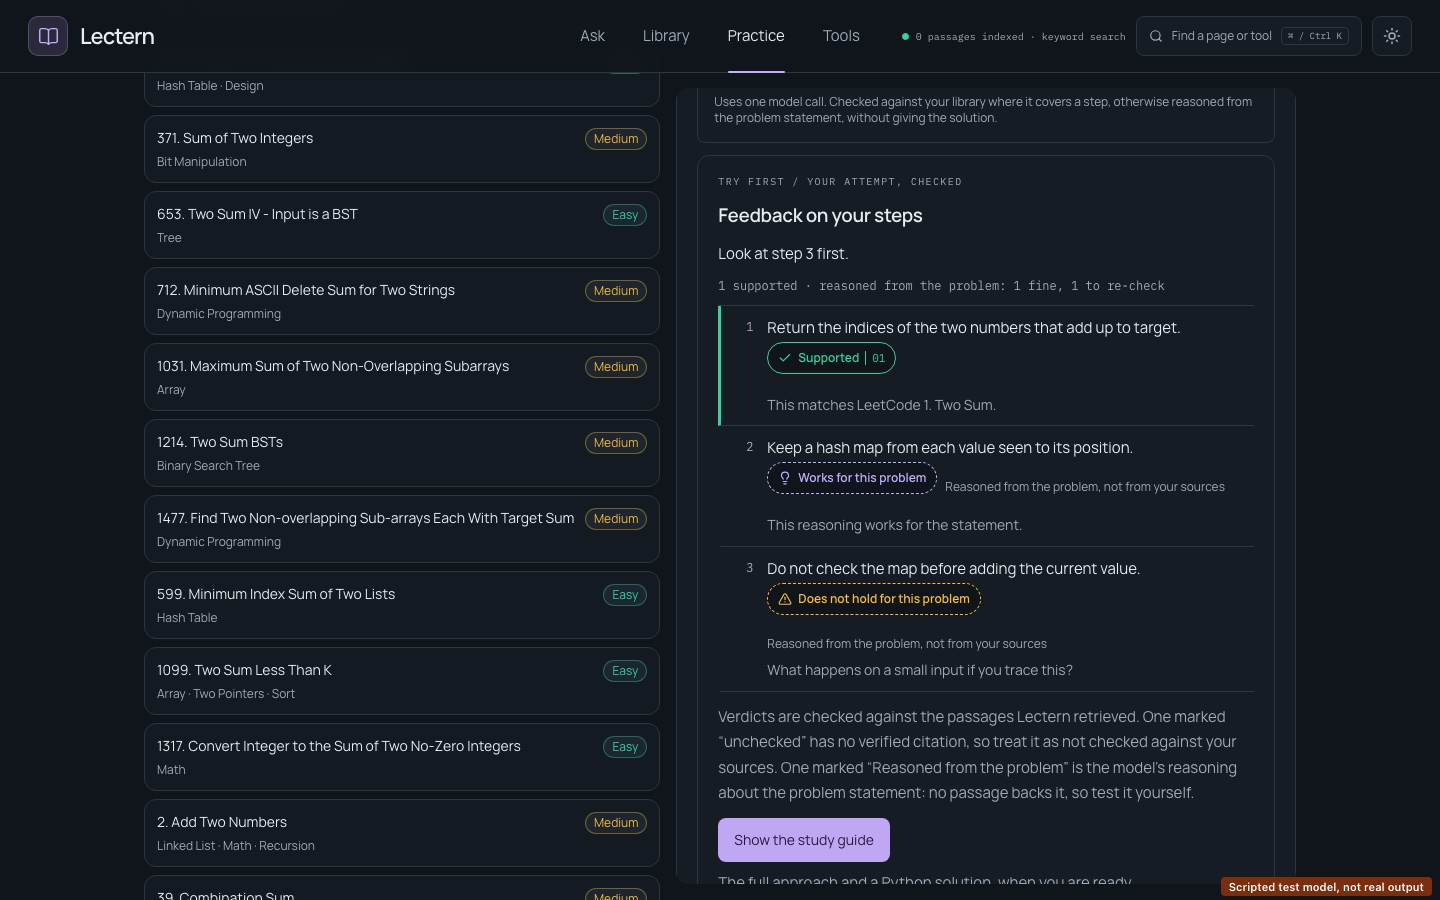 Lectern
Ask
Library
Practice
Tools
0 passages indexed · keyword search
Find a page or tool
⌘ / Ctrl K
Hash Table · Design
371. Sum of Two Integers
Medium
Bit Manipulation
653. Two Sum IV - Input is a BST
Easy
Tree
712. Minimum ASCII Delete Sum for Two Strings
Medium
Dynamic Programming
1031. Maximum Sum of Two Non-Overlapping Subarrays
Medium
Array
1214. Two Sum BSTs
Medium
Binary Search Tree
1477. Find Two Non-overlapping Sub-arrays Each With Target Sum
Medium
Dynamic Programming
599. Minimum Index Sum of Two Lists
Easy
Hash Table
1099. Two Sum Less Than K
Easy
Array · Two Pointers · Sort
1317. Convert Integer to the Sum of Two No-Zero Integers
Easy
Math
2. Add Two Numbers
Medium
Linked List · Math · Recursion
39. Combination Sum
Medium
Uses one model call. Checked against your library where it covers a step, otherwise reasoned from
the problem statement, without giving the solution.
TRY FIRST / YOUR ATTEMPT, CHECKED
Feedback on your steps
Look at step 3 first.
1 supported · reasoned from the problem: 1 fine, 1 to re-check
1 Return the indices of the two numbers that add up to target.
Supported | 01
This matches LeetCode 1. Two Sum.
2 Keep a hash map from each value seen to its position.
Works for this problem
Reasoned from the problem, not from your sources
This reasoning works for the statement.
3 Do not check the map before adding the current value.
Does not hold for this problem
Reasoned from the problem, not from your sources
What happens on a small input if you trace this?
Verdicts are checked against the passages Lectern retrieved. One marked
“unchecked” has no verified citation, so treat it as not checked against your
sources. One marked “Reasoned from the problem” is the model's reasoning
about the problem statement: no passage backs it, so test it yourself.
Show the study guide
The full approach and a Python solution, when you are ready.
Scripted test model, not real output